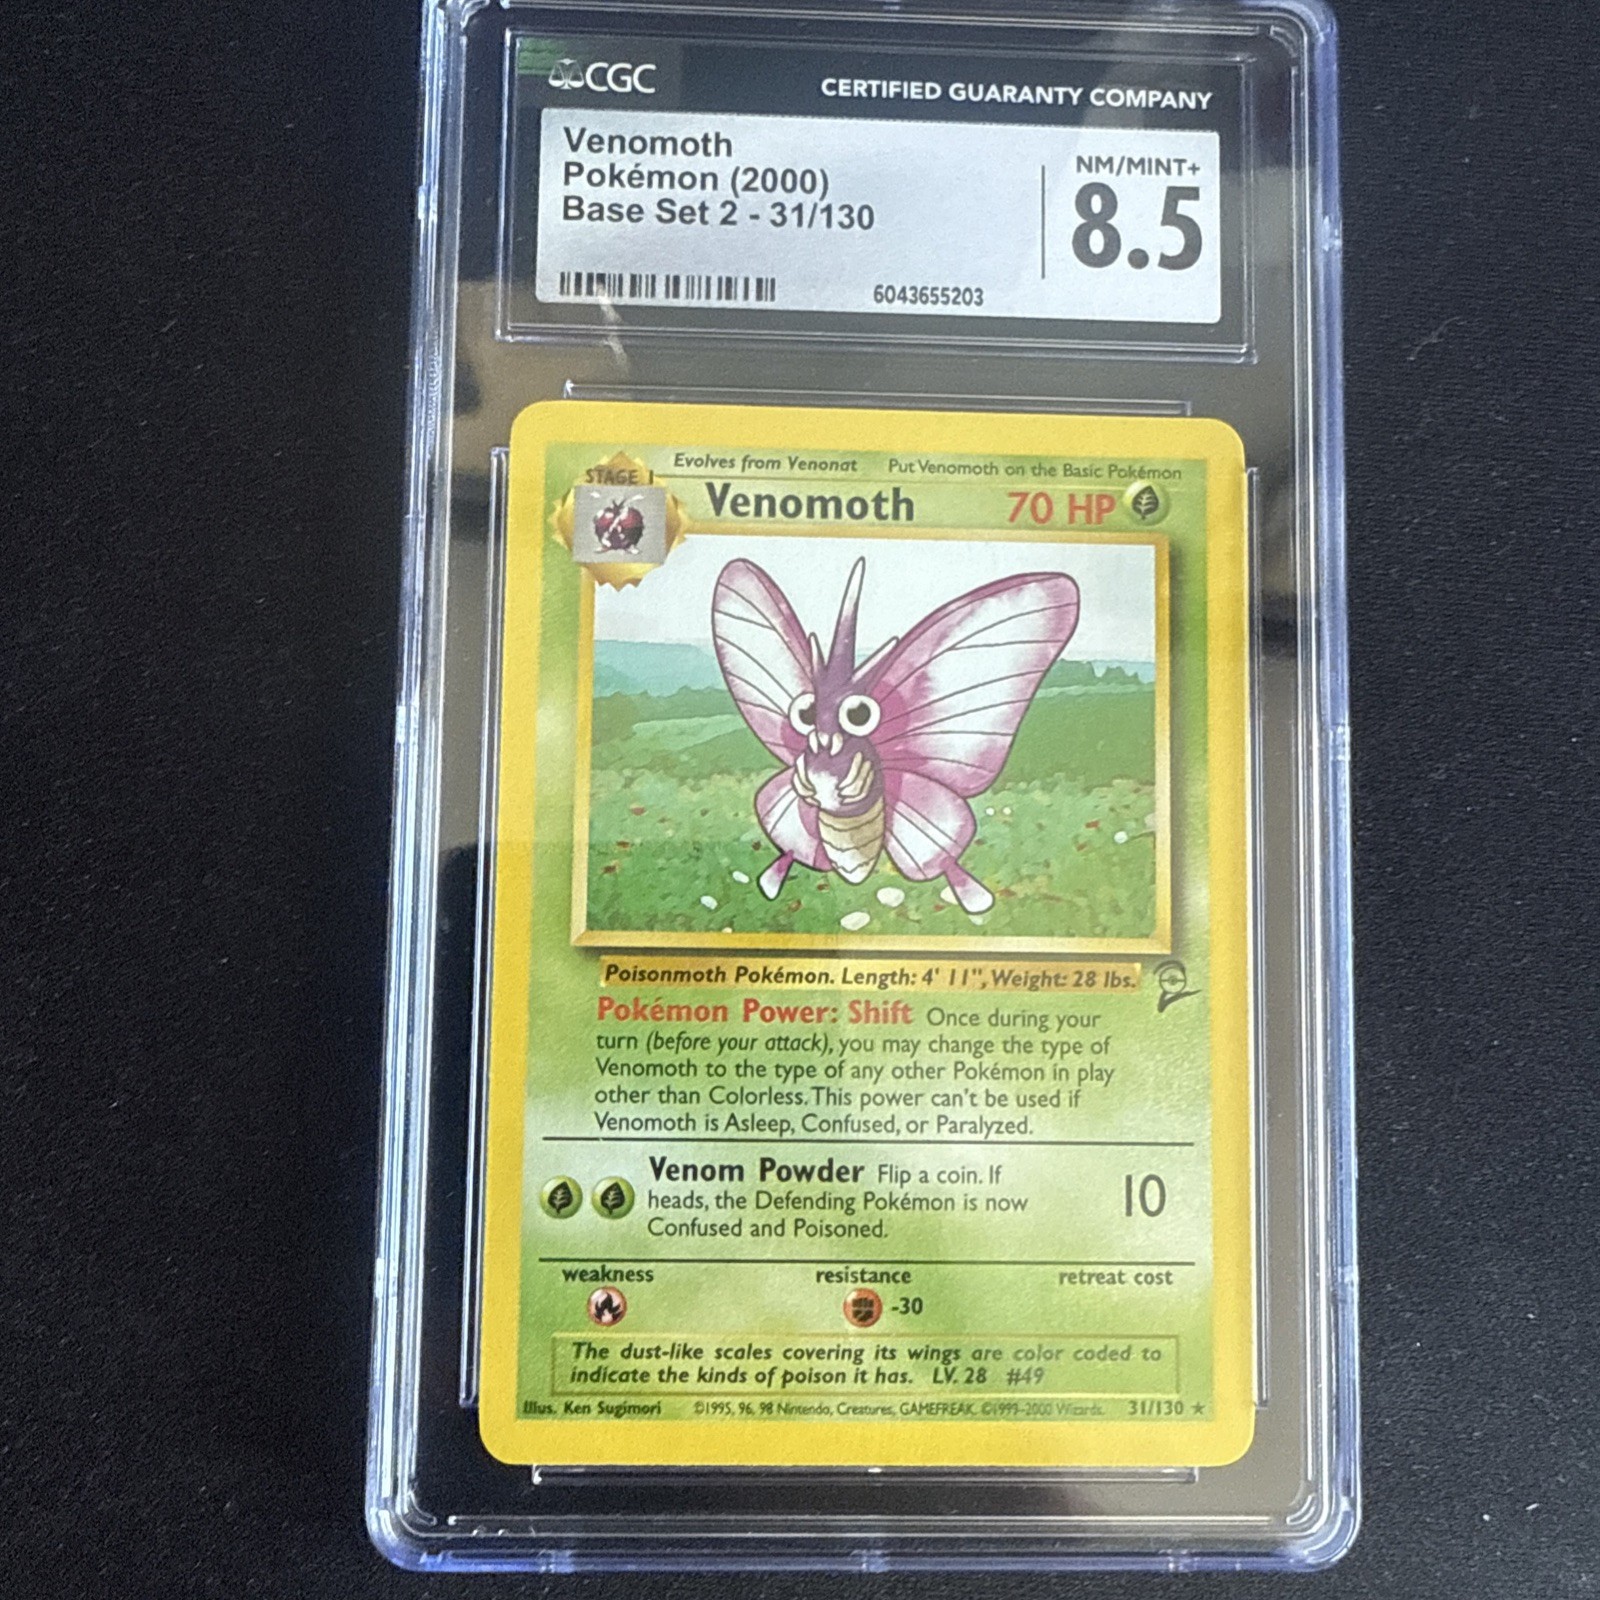 CGC
CERTIFIED GUARANTY COMPANY
Venomoth
Pokémon (2000)
Base Set 2 - 31/130
NM/MINT+
8.5
6043655203
Evolves from Venonat
Put Venomoth on the Basic Pokémon
STAGE 1
Venomoth
70 HP
Poisonmoth Pokémon. Length: 4' 11", Weight: 28 lbs.
Pokémon Power: Shift Once during your
turn (before your attack), you may change the type of
Venomoth to the type of any other Pokémon in play
other than Colorless. This power can't be used if
Venomoth is Asleep, Confused, or Paralyzed.
Venom Powder Flip a coin. If
heads, the Defending Pokémon is now
Confused and Poisoned.
10
weakness
resistance
retreat cost
-30
The dust-like scales covering its wings are color coded to
indicate the kinds of poison it has. LV. 28 #49
Illus. Ken Sugimori
©1995, 96, 98 Nintendo, Creatures, GAMEFREAK. ©1999-2000 Wizards.
31/130 ★